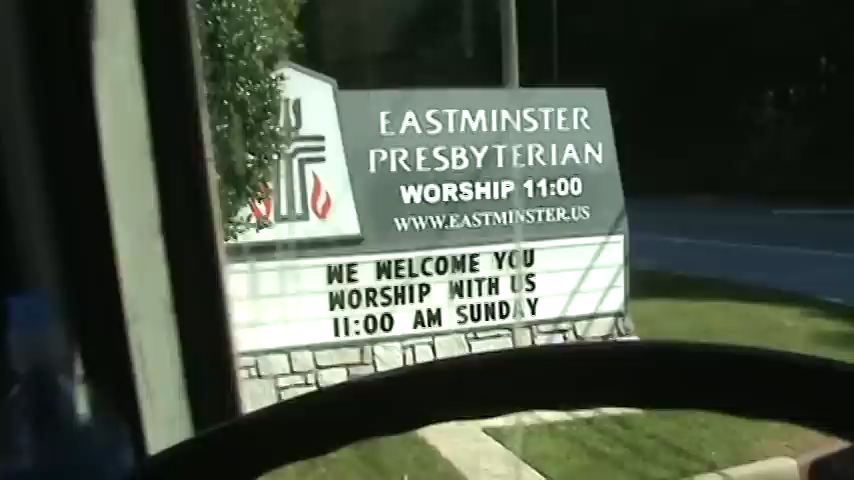 EASTMINSTER
PRESBYTERIAN
WORSHIP 11:00
WWW.EASTMINSTER.US
WE WELCOME YOU
WORSHIP WITH US
11:00 AM SUNDAY